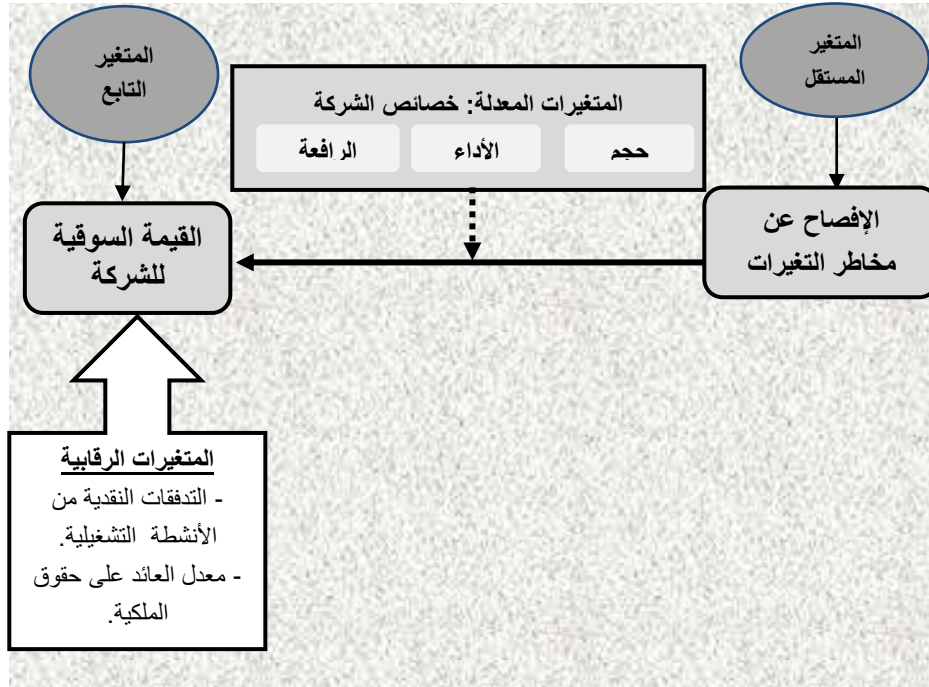 المتغير
المستقل
المتغيرات المعدلة: خصائص الشركة
حجم
الأداء
الرافعة
المتغير
التابع
الإفصاح عن
مخاطر التغيرات
القيمة السوقية
للشركة
المتغيرات الرقابية
- التدفقات النقدية من
الأنشطة التشغيلية.
- معدل العائد على حقوق
الملكية.